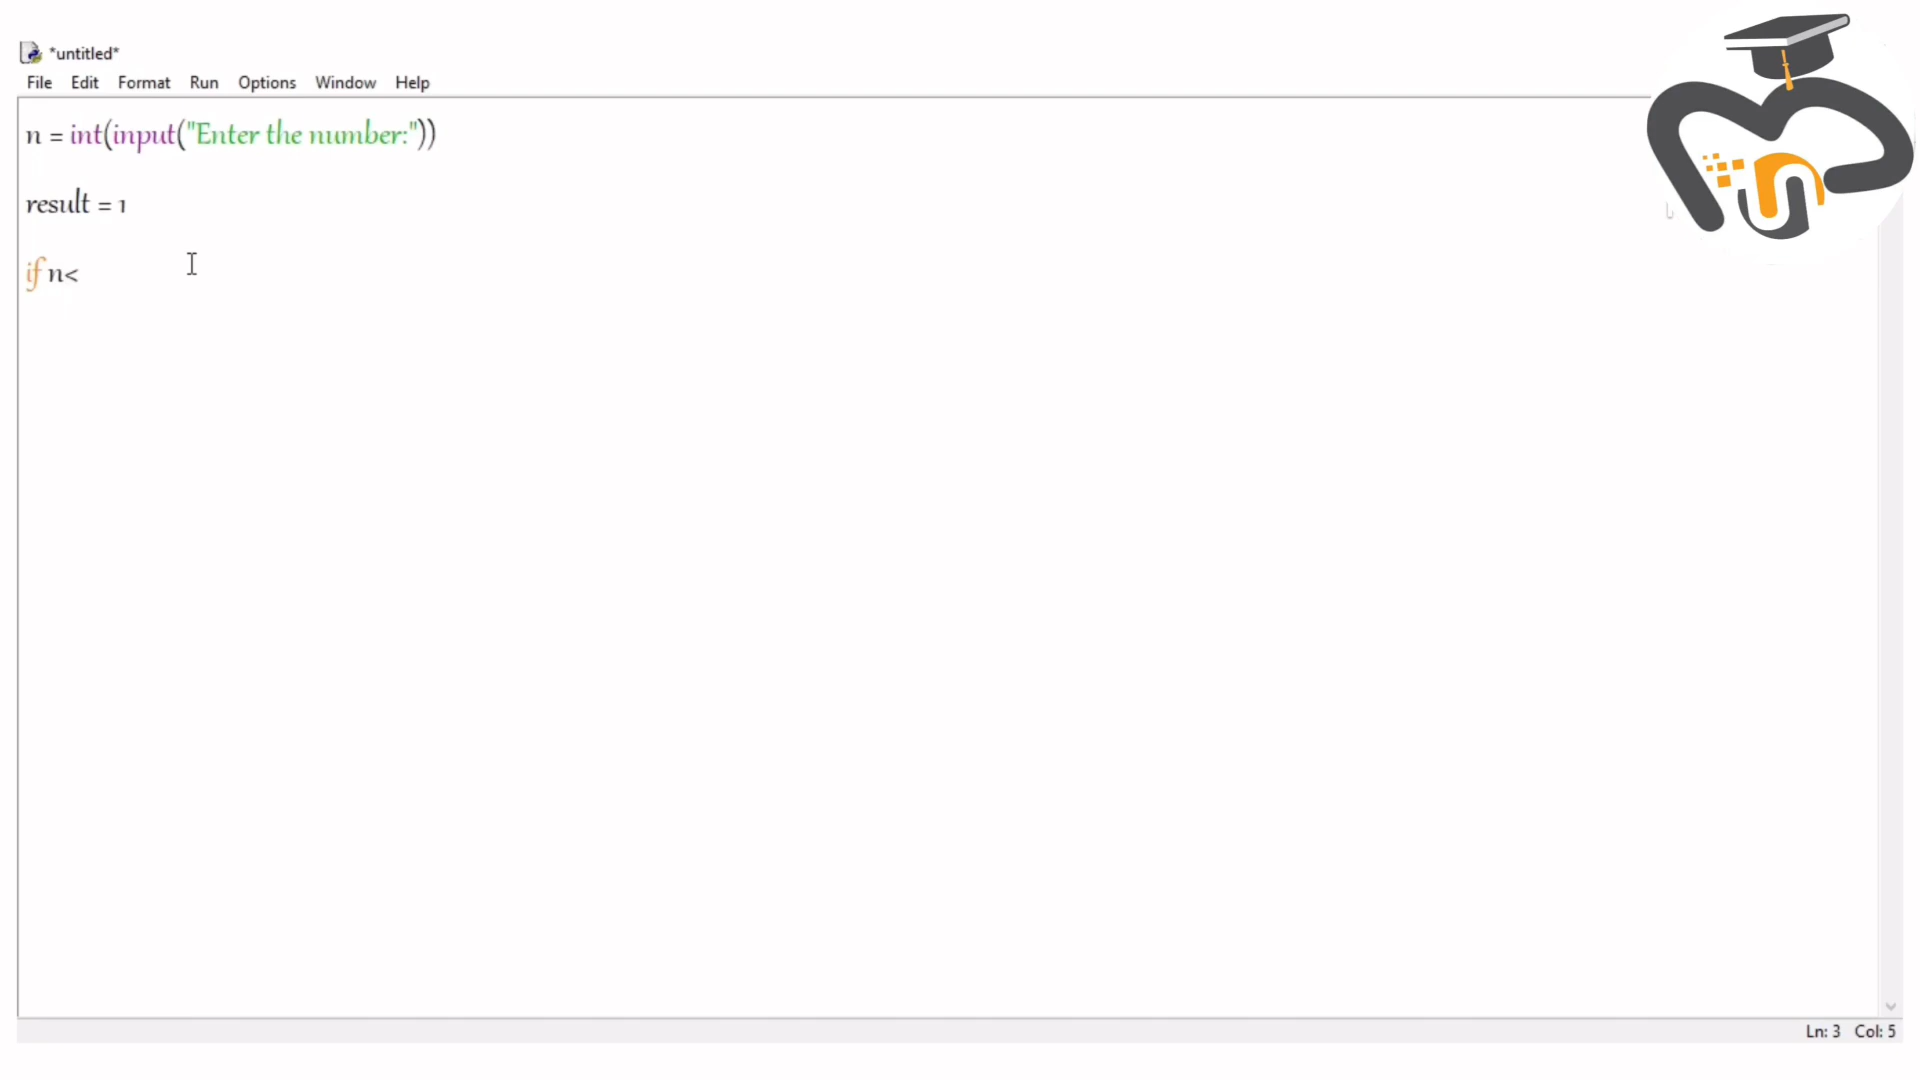 *untitled*
File Edit Format Run Options Window Help
n = int(input("Enter the number:"))
result = 1
if n<
Ln: 3 Col: 5